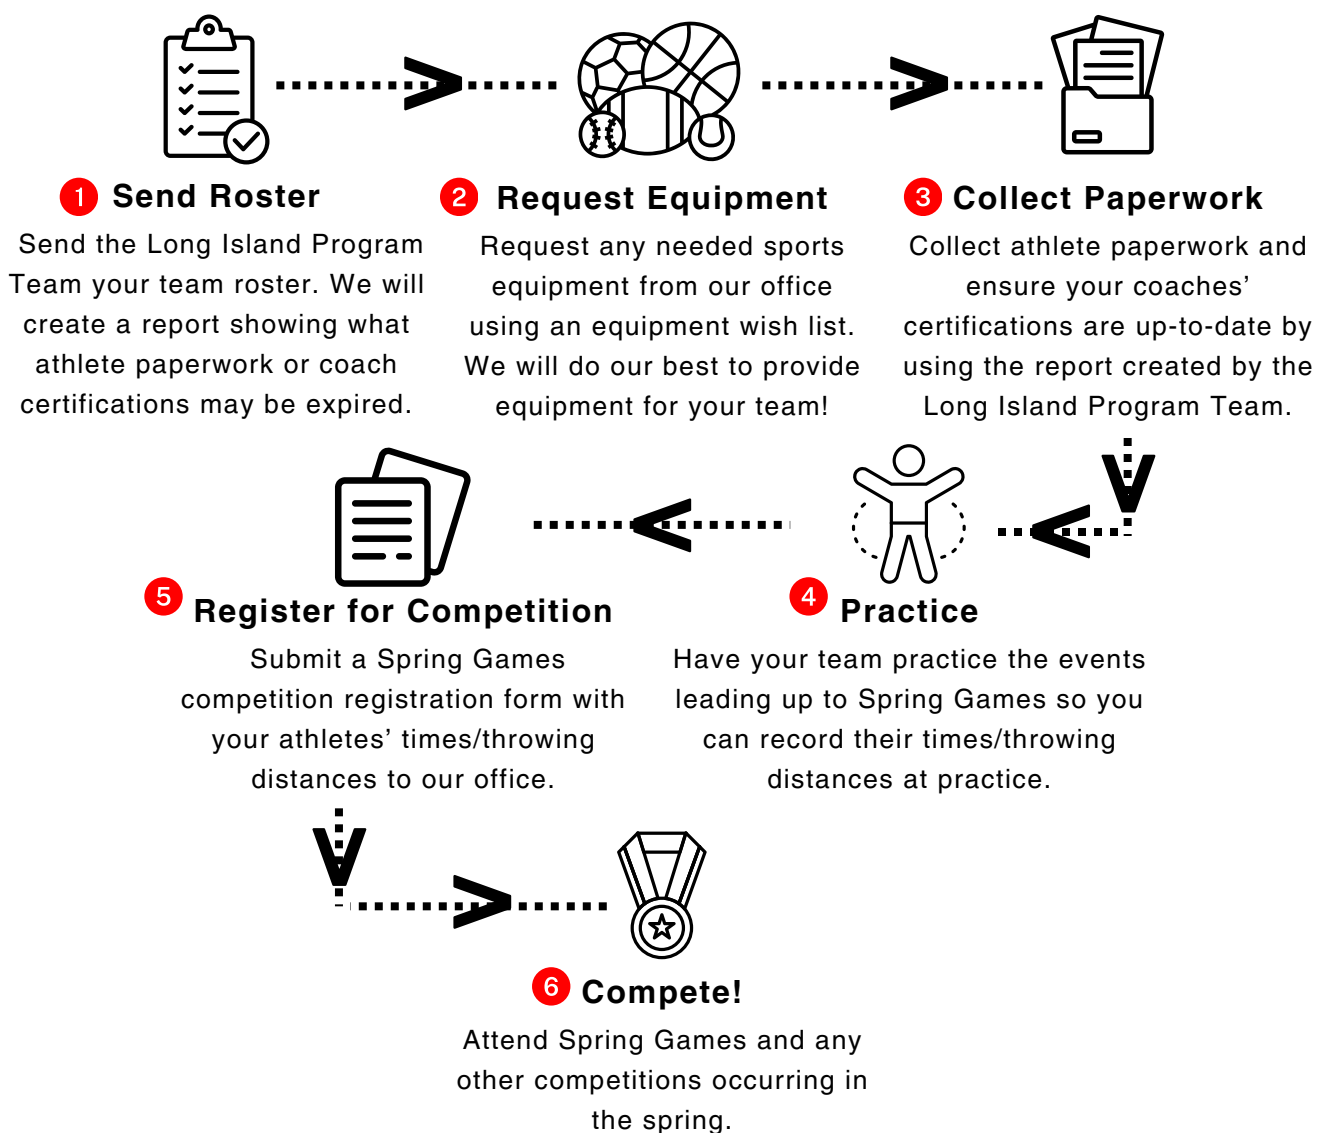 1 Send Roster
Send the Long Island Program
Team your team roster. We will
create a report showing what
athlete paperwork or coach
certifications may be expired.
2 Request Equipment
Request any needed sports
equipment from our office
using an equipment wish list.
We will do our best to provide
equipment for your team!
3 Collect Paperwork
Collect athlete paperwork and
ensure your coaches’
certifications are up-to-date by
using the report created by the
Long Island Program Team.
4 Practice
Have your team practice the events
leading up to Spring Games so you
can record their times/throwing
distances at practice.
5 Register for Competition
Submit a Spring Games
competition registration form with
your athletes’ times/throwing
distances to our office.
6 Compete!
Attend Spring Games and any
other competitions occurring in
the spring.